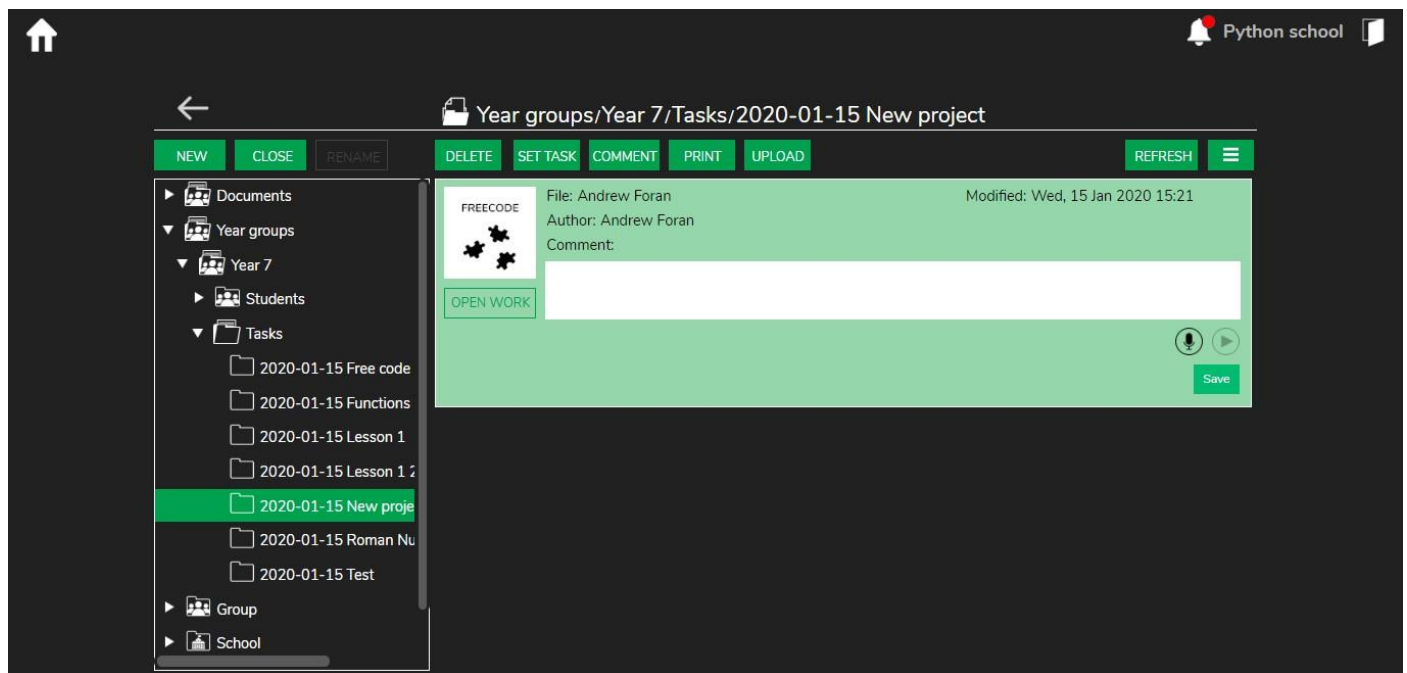 Python school
Year groups/Year 7/Tasks/2020-01-15 New project
NEW CLOSE RENAME DELETE SET TASK COMMENT PRINT UPLOAD REFRESH
Documents
Year groups
Year 7
Students
Tasks
2020-01-15 Free code
2020-01-15 Functions
2020-01-15 Lesson 1
2020-01-15 Lesson 1 2
2020-01-15 New proje
2020-01-15 Roman Nu
2020-01-15 Test
Group
School
FREECODE
OPEN WORK
File: Andrew Foran
Modified: Wed, 15 Jan 2020 15:21
Author: Andrew Foran
Comment:
Save